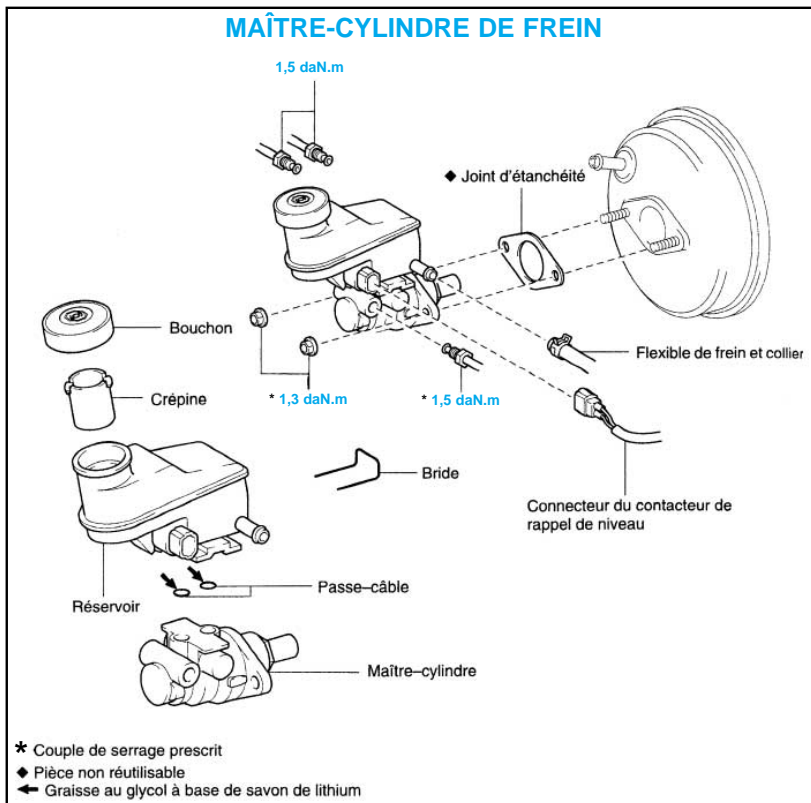 MAÎTRE-CYLINDRE DE FREIN
1,5 daN.m
◆ Joint d'étanchéité
Bouchon
Flexible de frein et collier
Crépine
* 1,3 daN.m
* 1,5 daN.m
Bride
Connecteur du contacteur de
rappel de niveau
Passe–câble
Réservoir
Maître–cylindre
* Couple de serrage prescrit
◆ Pièce non réutilisable
← Graisse au glycol à base de savon de lithium